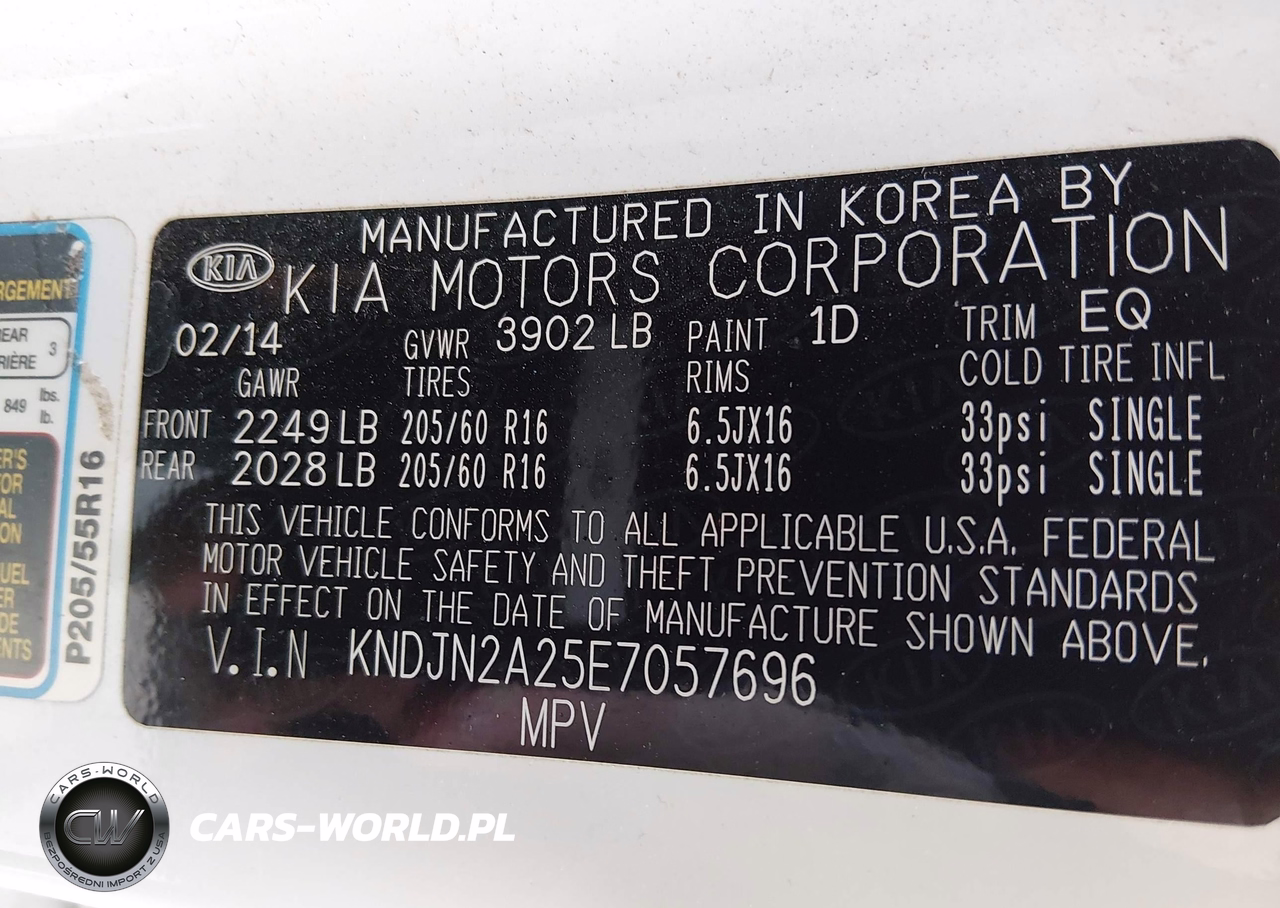 MANUFACTURED IN KOREA BY
KIA KIA MOTORS CORPORATION
02/14 GVWR 3902 LB PAINT 1D TRIM EQ
GAWR TIRES RIMS COLD TIRE INFL
FRONT 2249 LB 205/60 R16 6.5JX16 33psi SINGLE
REAR 2028 LB 205/60 R16 6.5JX16 33psi SINGLE
THIS VEHICLE CONFORMS TO ALL APPLICABLE U.S.A. FEDERAL
MOTOR VEHICLE SAFETY AND THEFT PREVENTION STANDARDS
IN EFFECT ON THE DATE OF MANUFACTURE SHOWN ABOVE.
V.I.N KNDJN2A25E7057696
MPV
3
849 lbs.
lb.
P205/55R16
CARS-WORLD
CW
BEZPOŚREDNI IMPORT Z USA
CARS-WORLD.PL